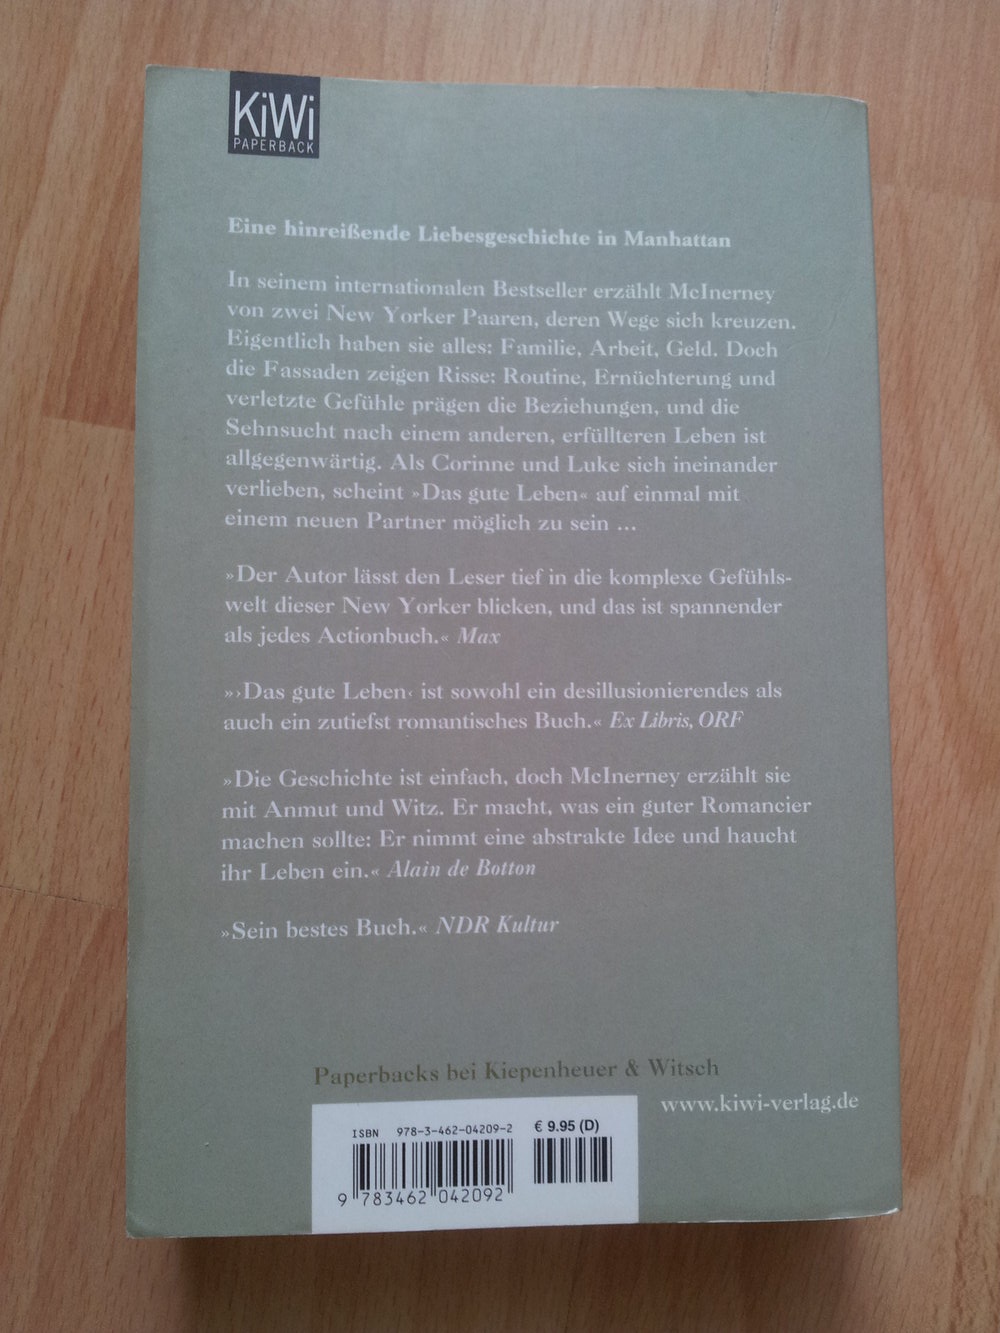 KiWi
PAPERBACK
Eine hinreißende Liebesgeschichte in Manhattan
In seinem internationalen Bestseller erzählt McInerney
von zwei New Yorker Paaren, deren Wege sich kreuzen.
Eigentlich haben sie alles: Familie, Arbeit, Geld. Doch
die Fassaden zeigen Risse: Routine, Ernüchterung und
verletzte Gefühle prägen die Beziehungen, und die
Sehnsucht nach einem anderen, erfüllteren Leben ist
allgegenwärtig. Als Corinne und Luke sich ineinander
verlieben, scheint »Das gute Leben« auf einmal mit
einem neuen Partner möglich zu sein ...
»Der Autor lässt den Leser tief in die komplexe Gefühls-
welt dieser New Yorker blicken, und das ist spannender
als jedes Actionbuch.« Max
»›Das gute Leben‹ ist sowohl ein desillusionierendes als
auch ein zutiefst romantisches Buch.« Ex Libris, ORF
»Die Geschichte ist einfach, doch McInerney erzählt sie
mit Anmut und Witz. Er macht, was ein guter Romancier
machen sollte: Er nimmt eine abstrakte Idee und haucht
ihr Leben ein.« Alain de Botton
»Sein bestes Buch.« NDR Kultur
Paperbacks bei Kiepenheuer & Witsch
www.kiwi-verlag.de
ISBN 978-3-462-04209-2 € 9.95 (D)
9 783462 042092